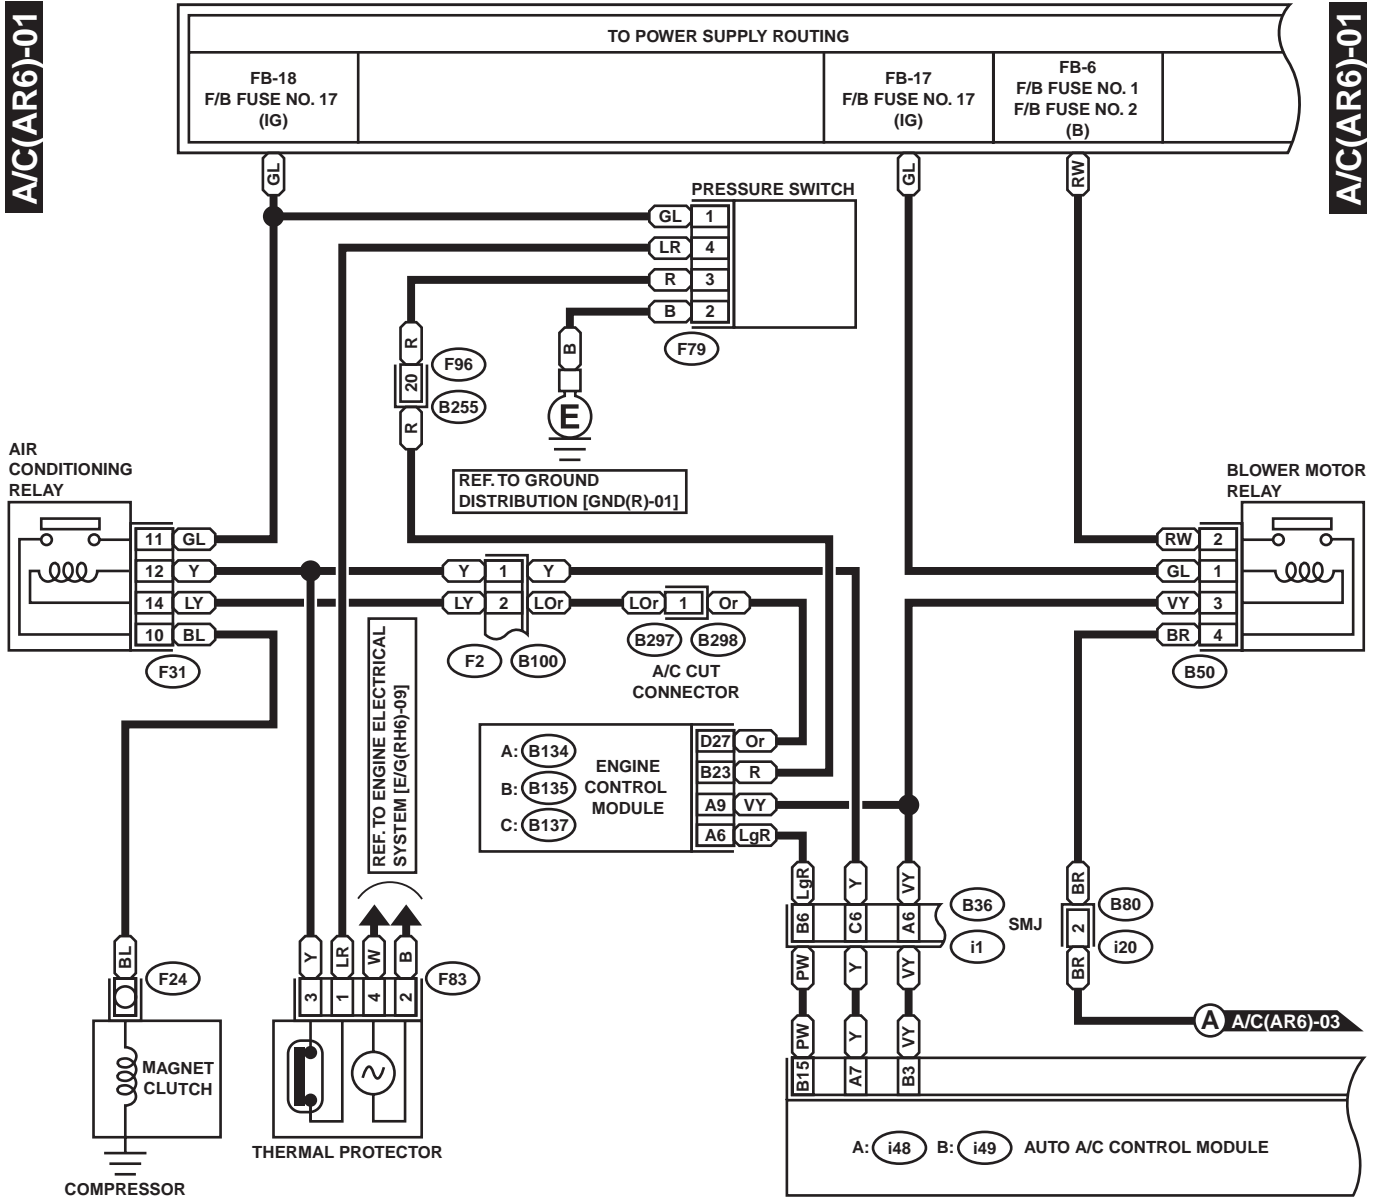 A/C(AR6)-01
A/C(AR6)-01
TO POWER SUPPLY ROUTING
FB-18
F/B FUSE NO. 17
(IG)
FB-17
F/B FUSE NO. 17
(IG)
FB-6
F/B FUSE NO. 1
F/B FUSE NO. 2
(B)
GL
GL
RW
PRESSURE SWITCH
GL 1
LR 4
R 3
B 2
F79
R
20
R
F96
B255
B
E
REF. TO GROUND
DISTRIBUTION [GND(R)-01]
AIR
CONDITIONING
RELAY
11 GL
12 Y
14 LY
10 BL
F31
Y 1 Y
LY 2 LOr
F2 B100
LOr 1 Or
B297 B298
A/C CUT
CONNECTOR
BLOWER MOTOR
RELAY
RW 2
GL 1
VY 3
BR 4
B50
REF. TO ENGINE ELECTRICAL
SYSTEM [E/G(RH6)-09]
A: B134
B: B135
C: B137
ENGINE
CONTROL
MODULE
D27 Or
B23 R
A9 VY
A6 LgR
LgR Y VY
B6 C6 A6
B36
i1
SMJ
PW Y VY
PW Y VY
B15 A7 B3
BR
2
BR
B80
i20
A A/C(AR6)-03
BL
F24
MAGNET
CLUTCH
COMPRESSOR
Y LR W B
3 1 4 2
F83
THERMAL PROTECTOR
A: i48 B: i49 AUTO A/C CONTROL MODULE